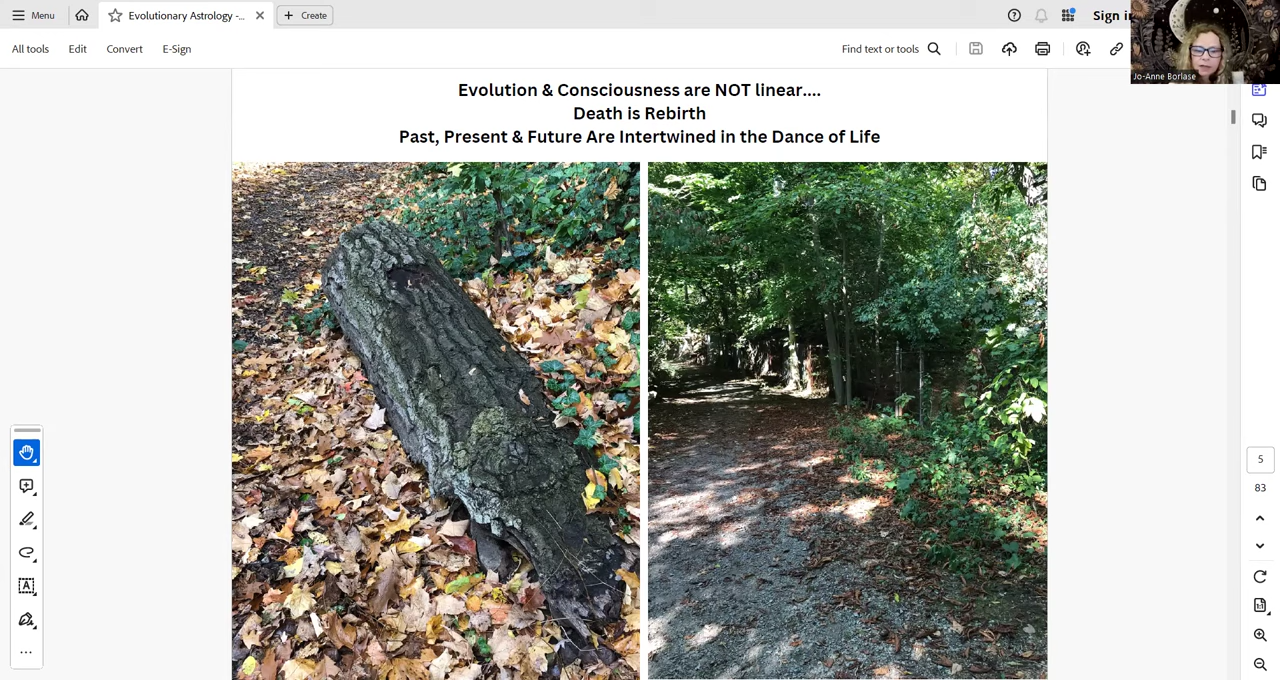 Menu
Evolutionary Astrology -...
Create
Sign in
All tools
Edit
Convert
E-Sign
Find text or tools
Jo-Anne Borlase
Evolution & Consciousness are NOT linear....
Death is Rebirth
Past, Present & Future Are Intertwined in the Dance of Life
5
83